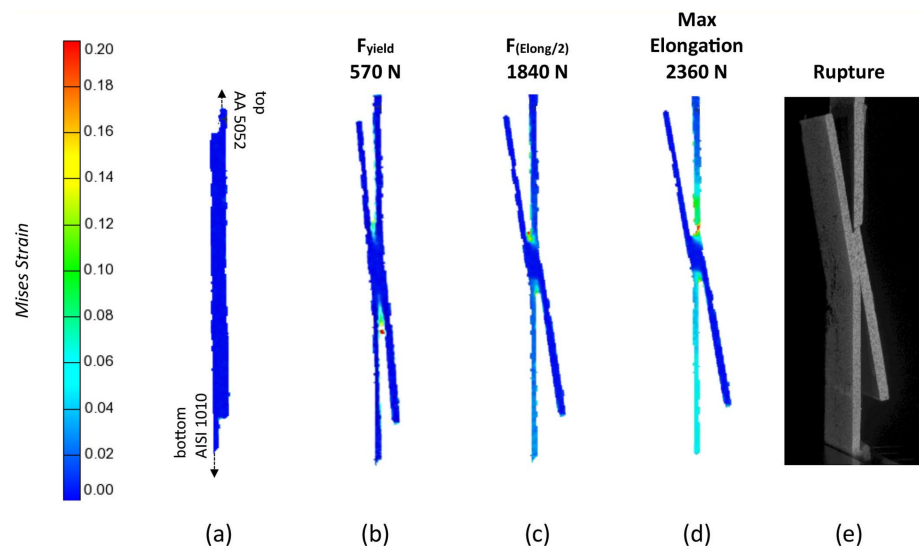 Mises Strain
0.20
0.18
0.16
0.14
0.12
0.10
0.08
0.06
0.04
0.02
0.00
top
AA 5052
bottom
AISI 1010
(a)
Fyield
570 N
(b)
F(Elong/2)
1840 N
(c)
Max
Elongation
2360 N
(d)
Rupture
(e)